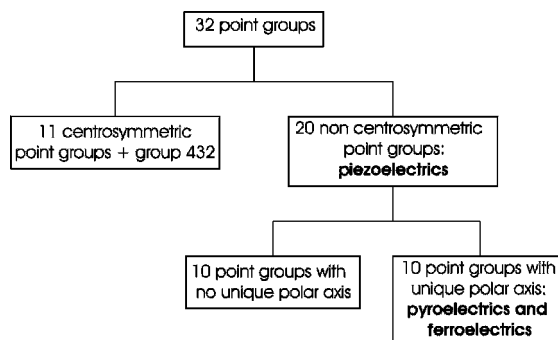 32 point groups
11 centrosymmetric
point groups + group 432
20 non centrosymmetric
point groups:
piezoelectrics
10 point groups with
no unique polar axis
10 point groups with
unique polar axis:
pyroelectrics and
ferroelectrics